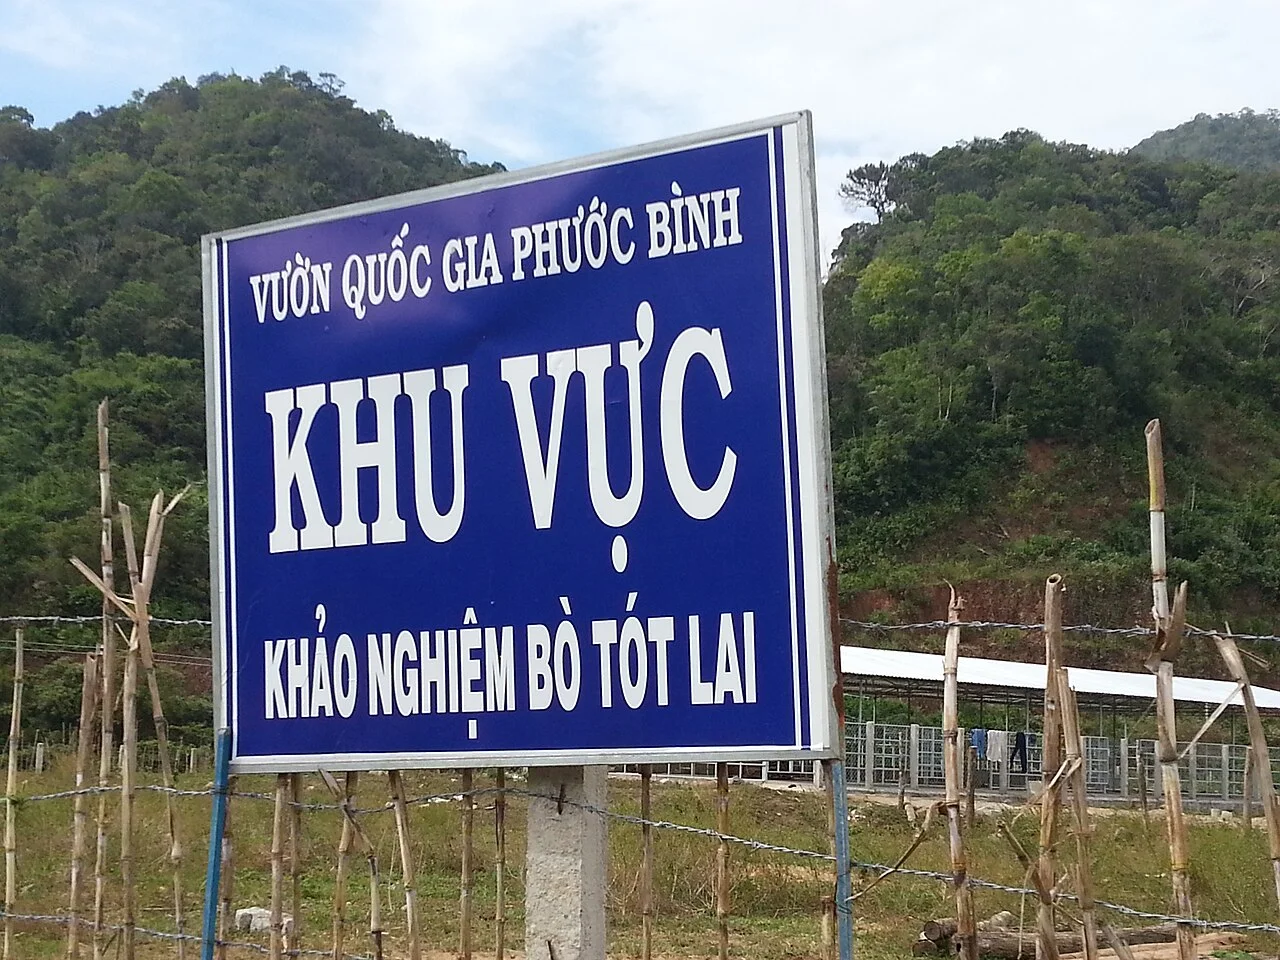 VƯỜN QUỐC GIA PHƯỚC BÌNH
KHU VỰC
KHẢO NGHIỆM BÒ TÓT LAI